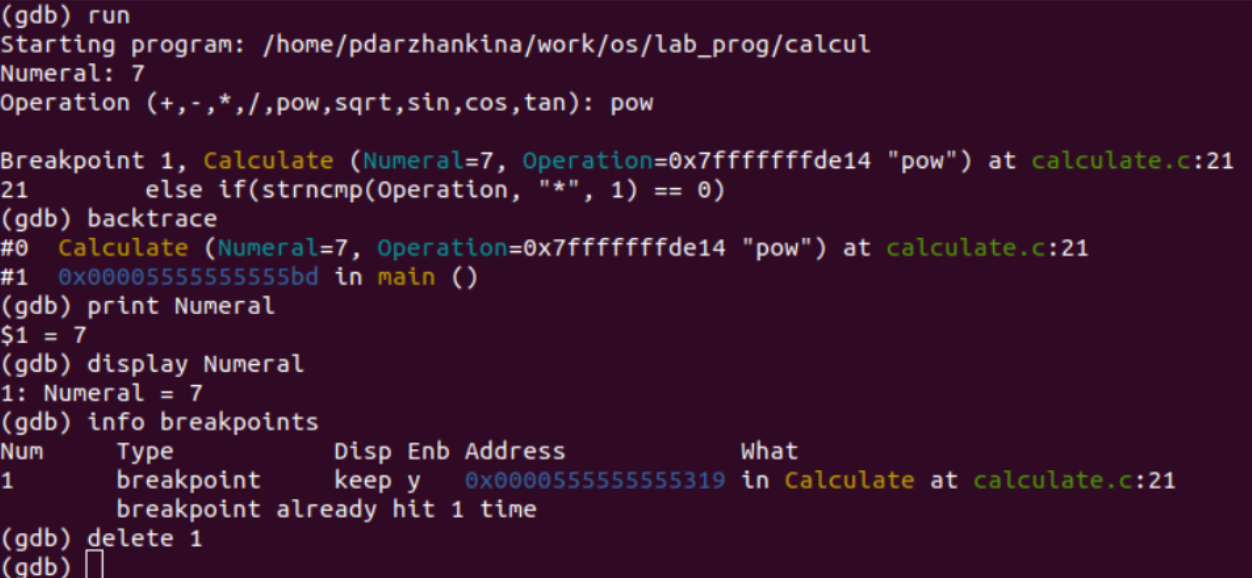 (gdb) run
Starting program: /home/pdarzhankina/work/os/lab_prog/calcul
Numeral: 7
Operation (+,-,*,/,pow,sqrt,sin,cos,tan): pow
Breakpoint 1, Calculate (Numeral=7, Operation=0x7fffffffde14 "pow") at calculate.c:21
21 else if(strncmp(Operation, "*", 1) == 0)
(gdb) backtrace
#0 Calculate (Numeral=7, Operation=0x7fffffffde14 "pow") at calculate.c:21
#1 0x00005555555555bd in main ()
(gdb) print Numeral
$1 = 7
(gdb) display Numeral
1: Numeral = 7
(gdb) info breakpoints
Num Type Disp Enb Address What
1 breakpoint keep y 0x0000555555555319 in Calculate at calculate.c:21
breakpoint already hit 1 time
(gdb) delete 1
(gdb)